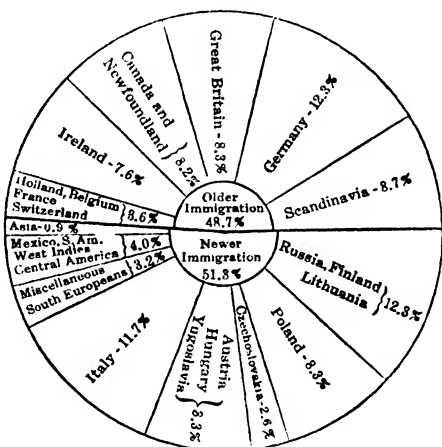 Canada and
Newfoundland } 8.2%
Great Britain - 8.3%
Germany - 12.3%
Ireland - 7.6%
Scandinavia - 8.7%
Holland, Belgium
France
Switzerland } 3.6%
Older
Immigration
48.7%
Asia - 0.9 %
Mexico, S. Am.
West Indies
Central America } 4.0%
Miscellaneous
South Europeans } 3.2%
Newer
Immigration
51.3%
Russia, Finland
Lithuania } 12.3%
Italy - 11.7%
Austria
Hungary
Yugoslavia } 8.3%
Czechoslovakia - 2.6%
Poland - 8.3%